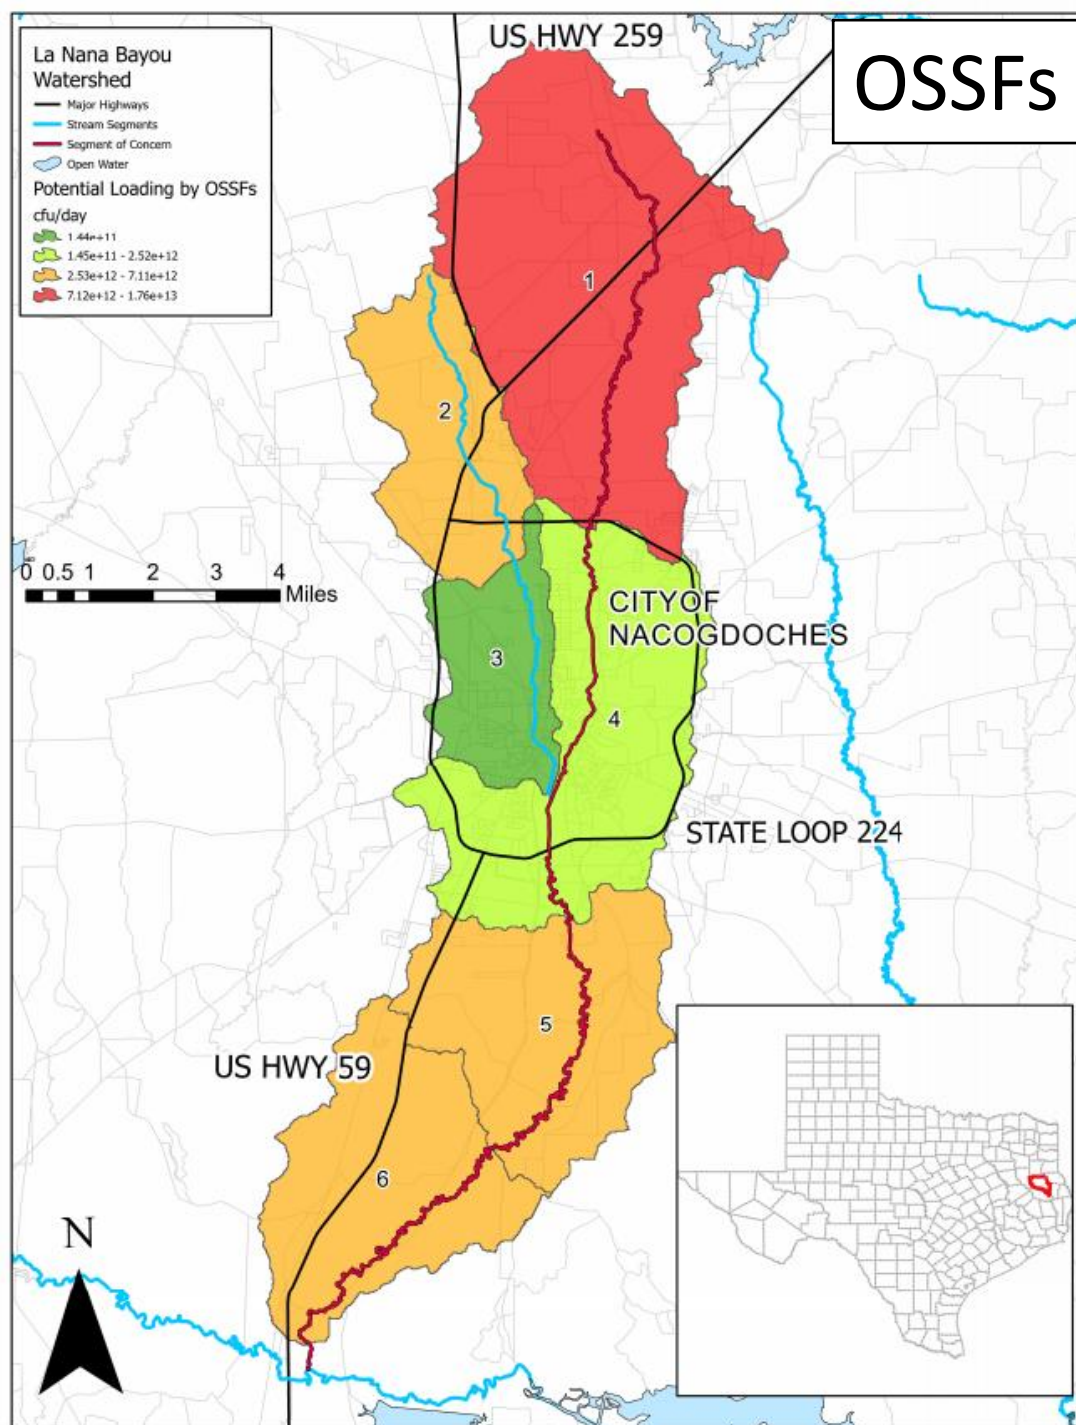 US HWY 259
OSSFs
La Nana Bayou
Watershed
Major Highways
Stream Segments
Segment of Concern
Open Water
Potential Loading by OSSFs
cfu/day
1.44e+11
1.45e+11 - 2.52e+12
2.53e+12 - 7.11e+12
7.12e+12 - 1.76e+13
1
2
0 0.5 1 2 3 4
Miles
CITYOF
NACOGDOCHES
3
4
STATE LOOP 224
5
US HWY 59
6
N